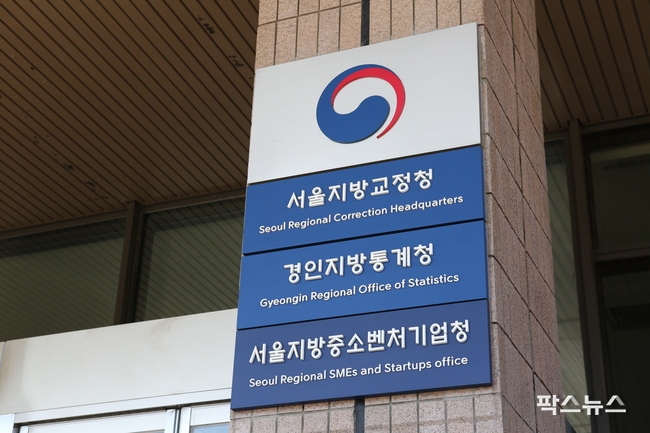 서울지방교정청
Seoul Regional Correction Headquarters
경인지방통계청
Gyeongin Regional Office of Statistics
서울지방중소벤처기업청
Seoul Regional SMEs and Startups office
팍스뉴스